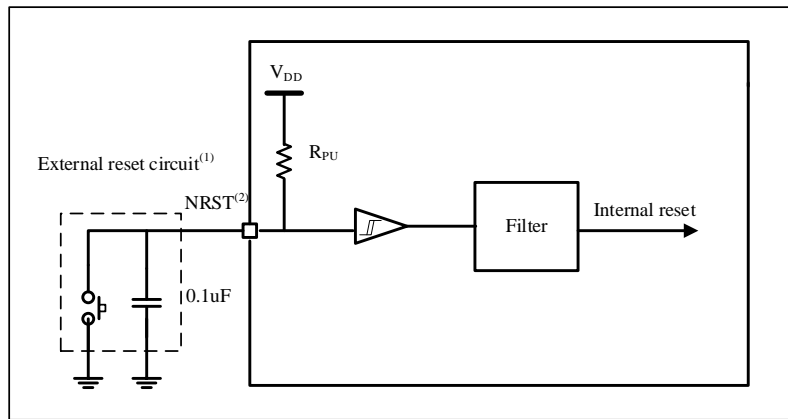 V_DD
R_PU
External reset circuit(1)
NRST(2)
Filter
Internal reset
0.1uF